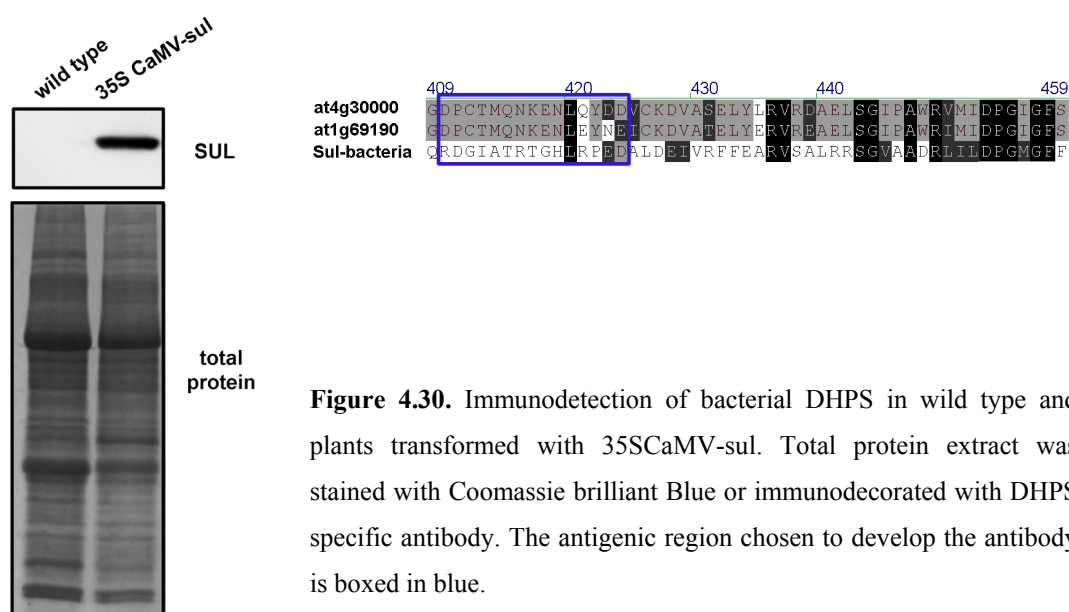 wild type
35S CaMV-sul
SUL
total
protein
409 420 430 440 459
at4g30000 GDPCTMQNKENLQYDDVCKDVASELYLRVRDAELSGIPAWRVMIDPGIGFS
at1g69190 GDPCTMQNKENLEYNEICKDVATELYERVREAELSGIPAWRIMIDPGIGFS
Sul-bacteria QRDGIATRTGHLRPEDALDEIVRFFEARVSALRRSGVAADRLILDPGMGFF
Figure 4.30. Immunodetection of bacterial DHPS in wild type and
plants transformed with 35SCaMV-sul. Total protein extract was
stained with Coomassie brilliant Blue or immunodecorated with DHPS
specific antibody. The antigenic region chosen to develop the antibody
is boxed in blue.